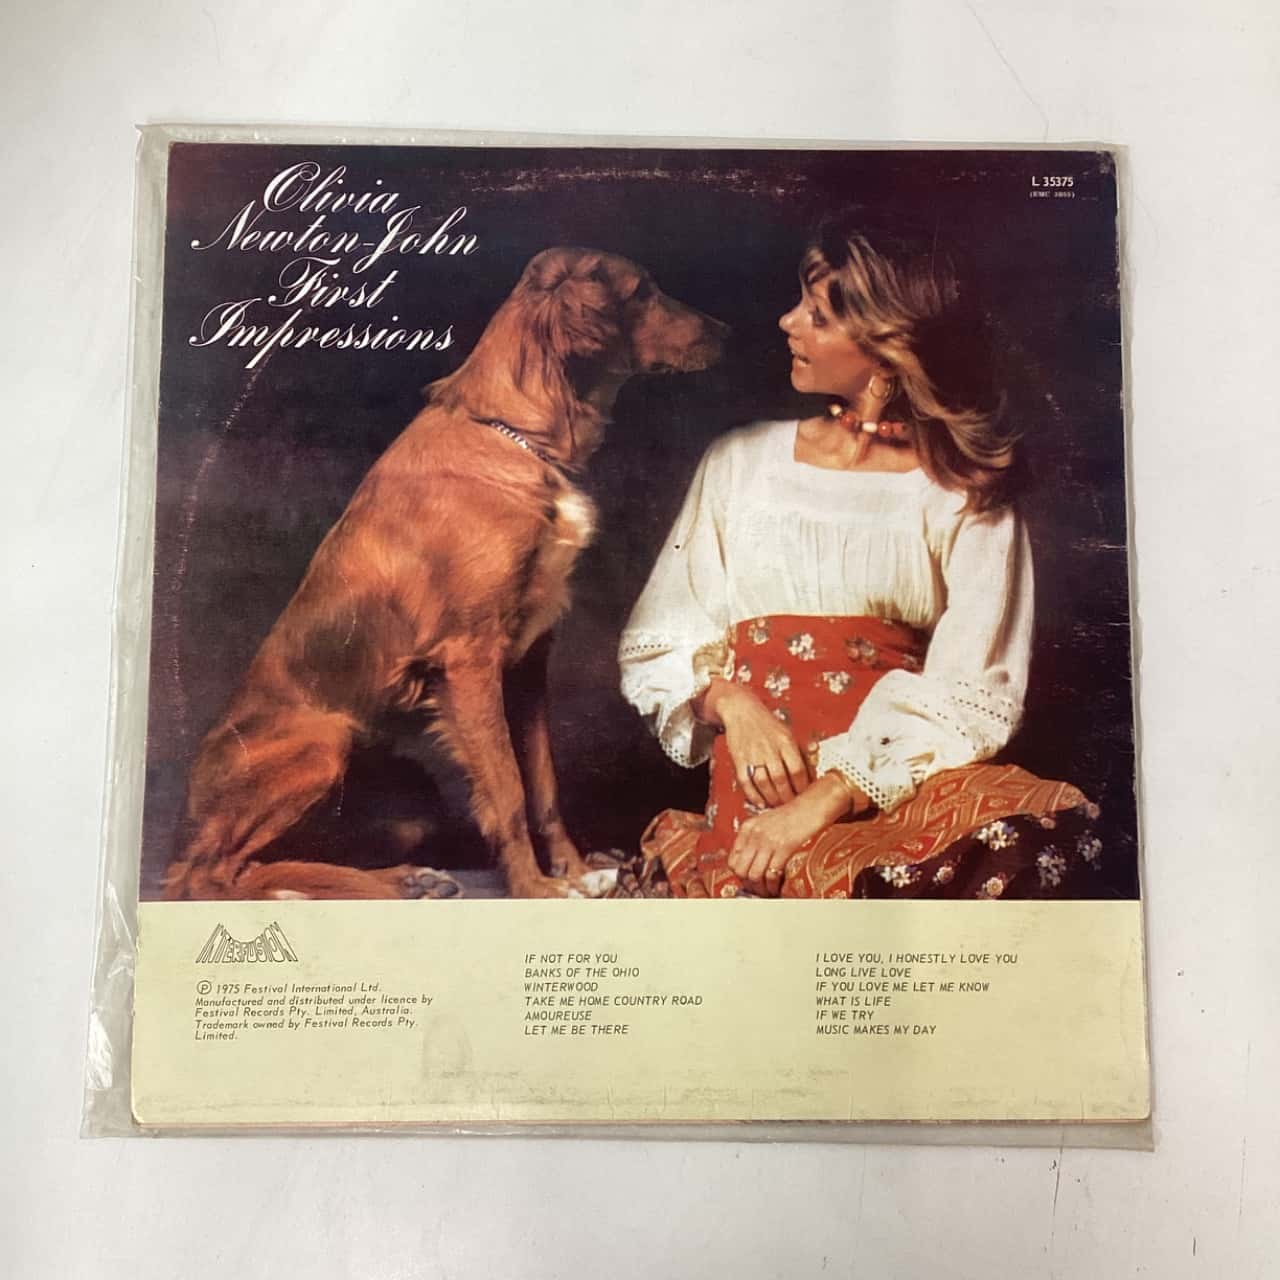 Olivia
Newton-John
First
Impressions
L 35375
(EMC 3055)
INTERFUSION
℗ 1975 Festival International Ltd.
Manufactured and distributed under licence by
Festival Records Pty. Limited, Australia.
Trademark owned by Festival Records Pty.
Limited.
IF NOT FOR YOU
BANKS OF THE OHIO
WINTERWOOD
TAKE ME HOME COUNTRY ROAD
AMOUREUSE
LET ME BE THERE
I LOVE YOU, I HONESTLY LOVE YOU
LONG LIVE LOVE
IF YOU LOVE ME LET ME KNOW
WHAT IS LIFE
IF WE TRY
MUSIC MAKES MY DAY